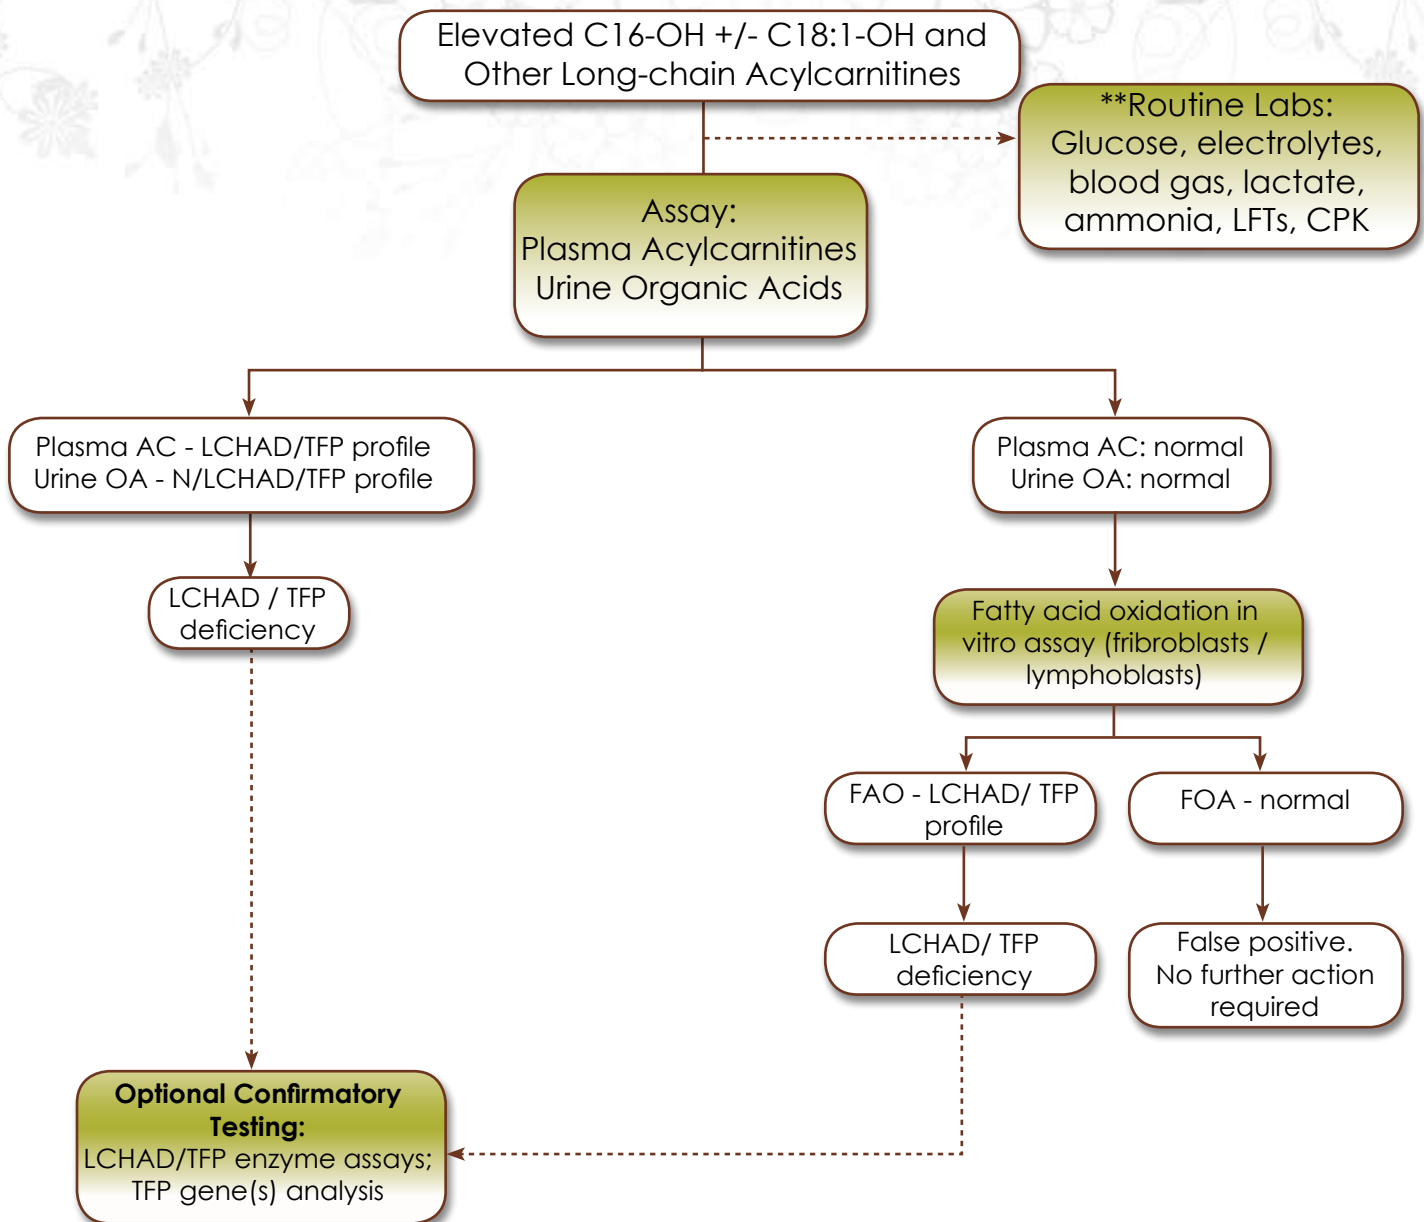 Elevated C16-OH +/- C18:1-OH and
Other Long-chain Acylcarnitines
**Routine Labs:
Glucose, electrolytes,
blood gas, lactate,
ammonia, LFTs, CPK
Assay:
Plasma Acylcarnitines
Urine Organic Acids
Plasma AC - LCHAD/TFP profile
Urine OA - N/LCHAD/TFP profile
Plasma AC: normal
Urine OA: normal
LCHAD / TFP
deficiency
Fatty acid oxidation in
vitro assay (fribroblasts /
lymphoblasts)
FAO - LCHAD/ TFP
profile
FOA - normal
LCHAD/ TFP
deficiency
False positive.
No further action
required
Optional Confirmatory
Testing:
LCHAD/TFP enzyme assays;
TFP gene(s) analysis